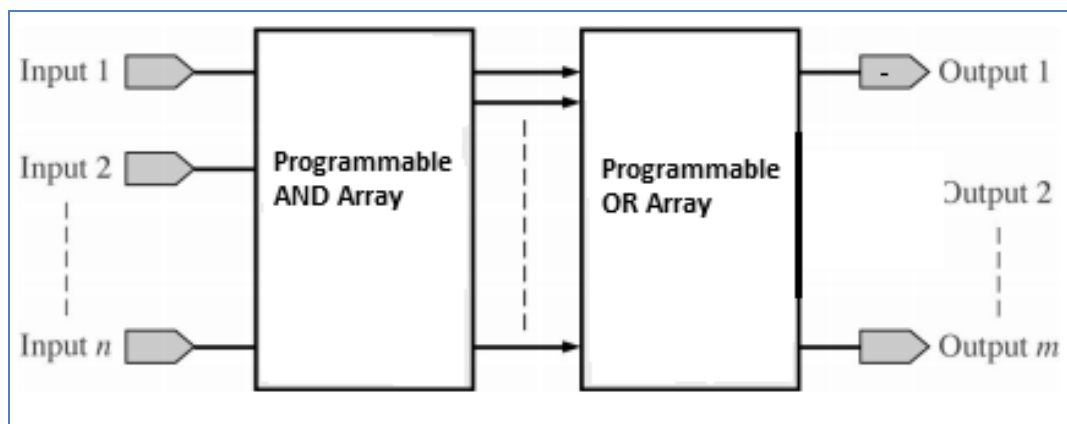 Input 1
Input 2
Input n
Programmable
AND Array
Programmable
OR Array
-
Output 1
Output 2
Output m